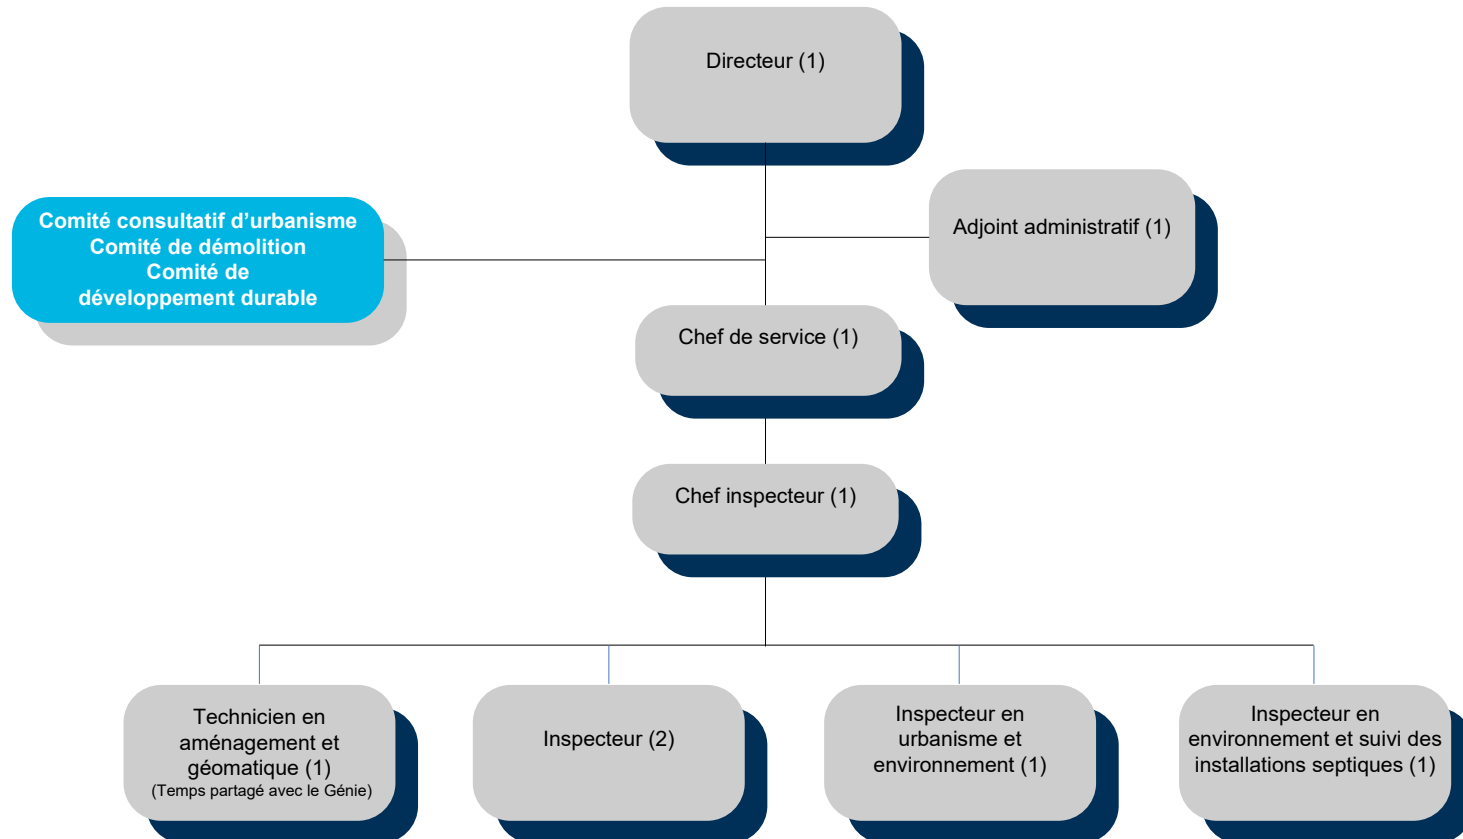 Directeur (1)
Comité consultatif d’urbanisme
Comité de démolition
Comité de
développement durable
Adjoint administratif (1)
Chef de service (1)
Chef inspecteur (1)
Technicien en
aménagement et
géomatique (1)
(Temps partagé avec le Génie)
Inspecteur (2)
Inspecteur en
urbanisme et
environnement (1)
Inspecteur en
environnement et suivi des
installations septiques (1)